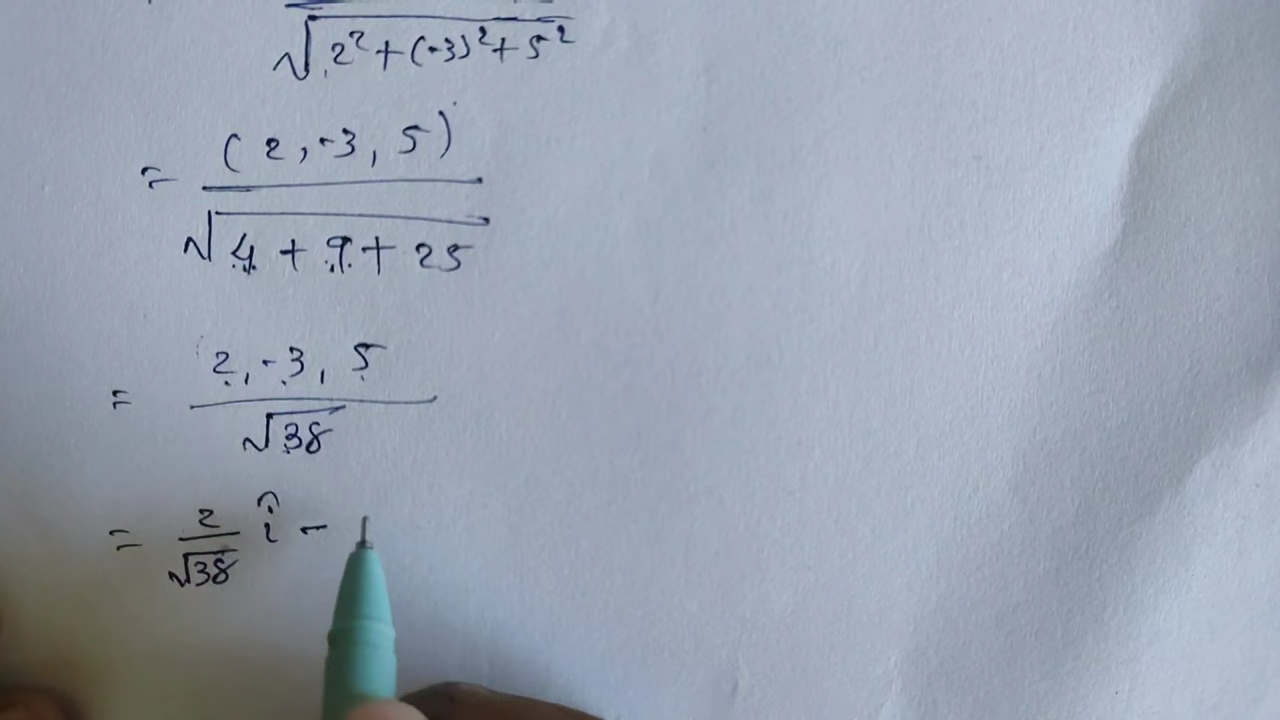 √2² + (-3)² + 5²
= (2, -3, 5)
√4 + 9 + 25
= 2, -3, 5
√38
= 2/√38 î -